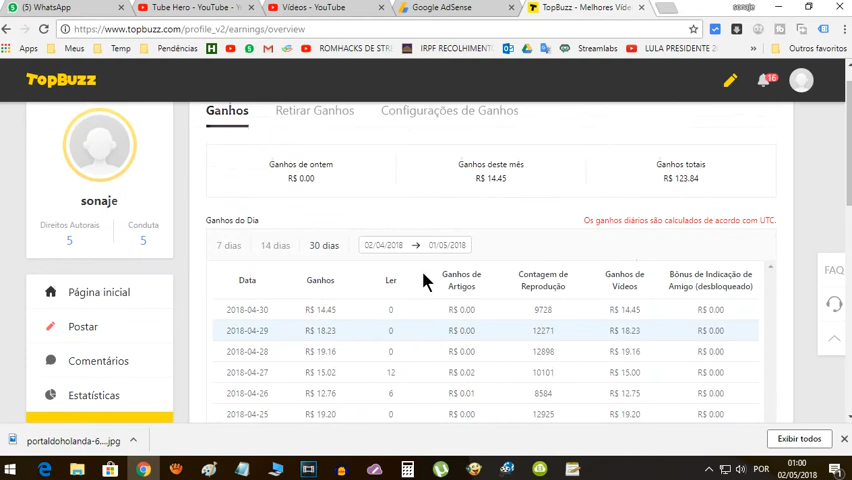 WhatsApp
Tube Hero - YouTube
Vídeos - YouTube
Google AdSense
TopBuzz - Melhores Víde
sonaje
https://www.topbuzz.com/profile_v2/earnings/overview
Apps
Meus
Tim
Pendências
ROMHACKS DE STR
IRPF RECOLHIMENTO
Streamlabs
LULA PRESIDENTE 2
Outros favoritos
TopBuzz
16
Ganhos
Retirar Ganhos
Configurações de Ganhos
Ganhos de ontem
R$ 0.00
Ganhos deste mês
R$ 14.45
Ganhos totais
R$ 123.84
sonaje
Direitos Autorais
5
Conduta
5
Ganhos do Dia
Os ganhos diários são calculados de acordo com UTC.
7 dias
14 dias
30 dias
02/04/2018 → 01/05/2018
Data Ganhos Ler Ganhos de Artigos Contagem de Reprodução Ganhos de Vídeos Bônus de Indicação de Amigo (desbloqueado)
2018-04-30 R$ 14.45 0 R$ 0.00 9728 R$ 14.45 R$ 0.00
2018-04-29 R$ 18.23 0 R$ 0.00 12271 R$ 18.23 R$ 0.00
2018-04-28 R$ 19.16 0 R$ 0.00 12898 R$ 19.16 R$ 0.00
2018-04-27 R$ 15.02 12 R$ 0.02 10101 R$ 15.00 R$ 0.00
2018-04-26 R$ 12.76 6 R$ 0.01 8584 R$ 12.75 R$ 0.00
2018-04-25 R$ 19.20 0 R$ 0.00 12925 R$ 19.20 R$ 0.00
Página inicial
Postar
Comentários
Estatísticas
FAQ
portaldoholanda-6....jpg
Exibir todos
POR
01:00
02/05/2018